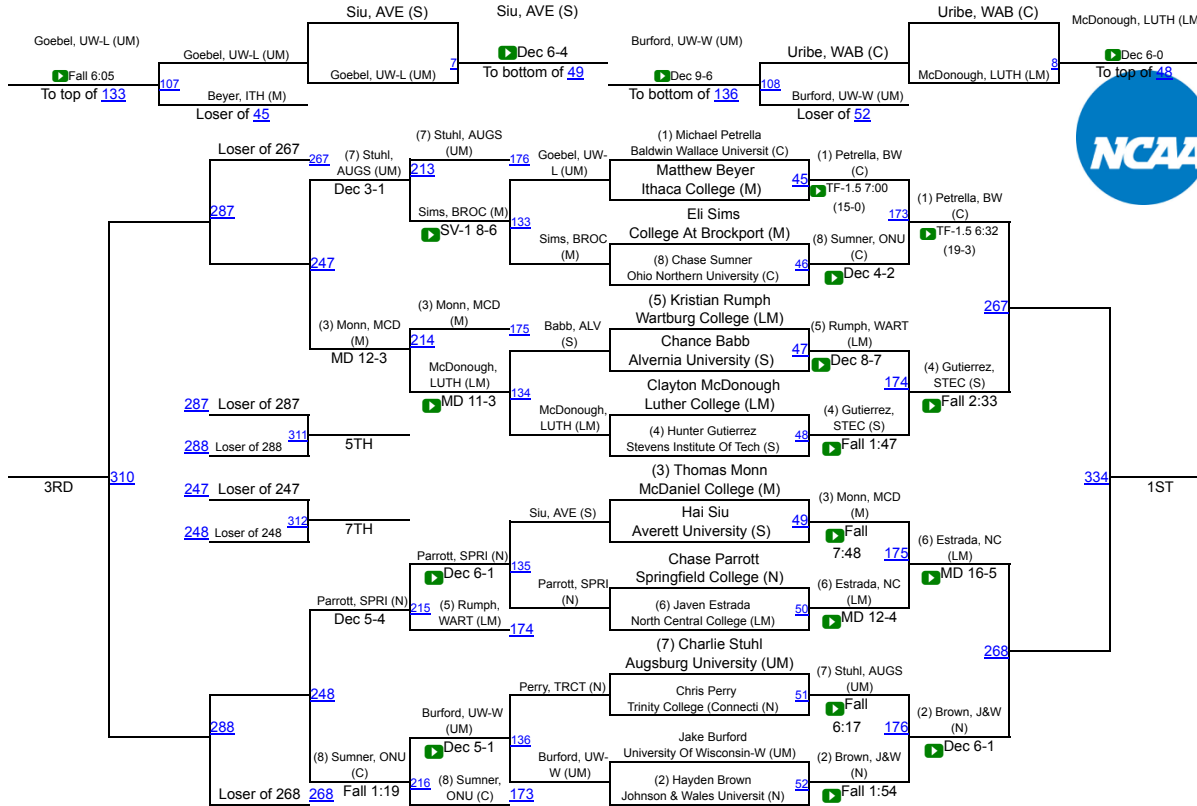 Siu, AVE (S)
Siu, AVE (S)
Uribe, WAB (C)
McDonough, LUTH (LM
Goebel, UW-L (UM)
Goebel, UW-L (UM)
Burford, UW-W (UM)
Uribe, WAB (C)
Fall 6:05
107
Goebel, UW-L (UM)
7
Dec 6-4
Dec 9-6
108
McDonough, LUTH (LM)
8
Dec 6-0
To top of 133
Beyer, ITH (M)
To bottom of 49
To bottom of 136
Burford, UW-W (UM)
To top of 48
Loser of 45
Loser of 52
NCAA
Loser of 267
267
(7) Stuhl,
AUGS (UM)
Dec 3-1
(7) Stuhl, AUGS
(UM)
213
176
Goebel, UW-
L (UM)
(1) Michael Petrella
Baldwin Wallace Universit (C)
Matthew Beyer
Ithaca College (M)
45
(1) Petrella, BW
(C)
TF-1.5 7:00
(15-0)
287
Sims, BROC (M)
SV-1 8-6
133
Eli Sims
College At Brockport (M)
173
(1) Petrella, BW
(C)
TF-1.5 6:32
(19-3)
Sims, BROC
(M)
(8) Chase Sumner
Ohio Northern University (C)
46
(8) Sumner, ONU
(C)
Dec 4-2
247
(3) Monn, MCD
(M)
MD 12-3
(3) Monn, MCD
(M)
214
175
Babb, ALV
(S)
(5) Kristian Rumph
Wartburg College (LM)
Chance Babb
Alvernia University (S)
47
(5) Rumph, WART
(LM)
Dec 8-7
267
McDonough,
LUTH (LM)
MD 11-3
134
Clayton McDonough
Luther College (LM)
174
(4) Gutierrez,
STEC (S)
Fall 2:33
McDonough,
LUTH (LM)
(4) Hunter Gutierrez
Stevens Institute Of Tech (S)
48
(4) Gutierrez,
STEC (S)
Fall 1:47
287
Loser of 287
288
Loser of 288
311
5TH
3RD
310
247
Loser of 247
248
Loser of 248
312
7TH
334
1ST
Siu, AVE (S)
(3) Thomas Monn
McDaniel College (M)
Hai Siu
Averett University (S)
49
(3) Monn, MCD
(M)
Fall
7:48
Parrott, SPRI (N)
Dec 6-1
135
Chase Parrott
Springfield College (N)
175
(6) Estrada, NC
(LM)
MD 16-5
Parrott, SPRI (N)
Dec 5-4
215
(5) Rumph,
WART (LM)
174
Parrott, SPRI
(N)
(6) Javen Estrada
North Central College (LM)
50
(6) Estrada, NC
(LM)
MD 12-4
248
268
Perry, TRCT (N)
(7) Charlie Stuhl
Augsburg University (UM)
Chris Perry
Trinity College (Connecti (N)
51
(7) Stuhl, AUGS
(UM)
Fall
6:17
288
Burford, UW-W
(UM)
Dec 5-1
136
Jake Burford
University Of Wisconsin-W (UM)
176
(2) Brown, J&W
(N)
Dec 6-1
(8) Sumner, ONU
(C)
Fall 1:19
216
(8) Sumner,
ONU (C)
173
Burford, UW-
W (UM)
(2) Hayden Brown
Johnson & Wales Universit (N)
52
(2) Brown, J&W
(N)
Fall 1:54
Loser of 268
268